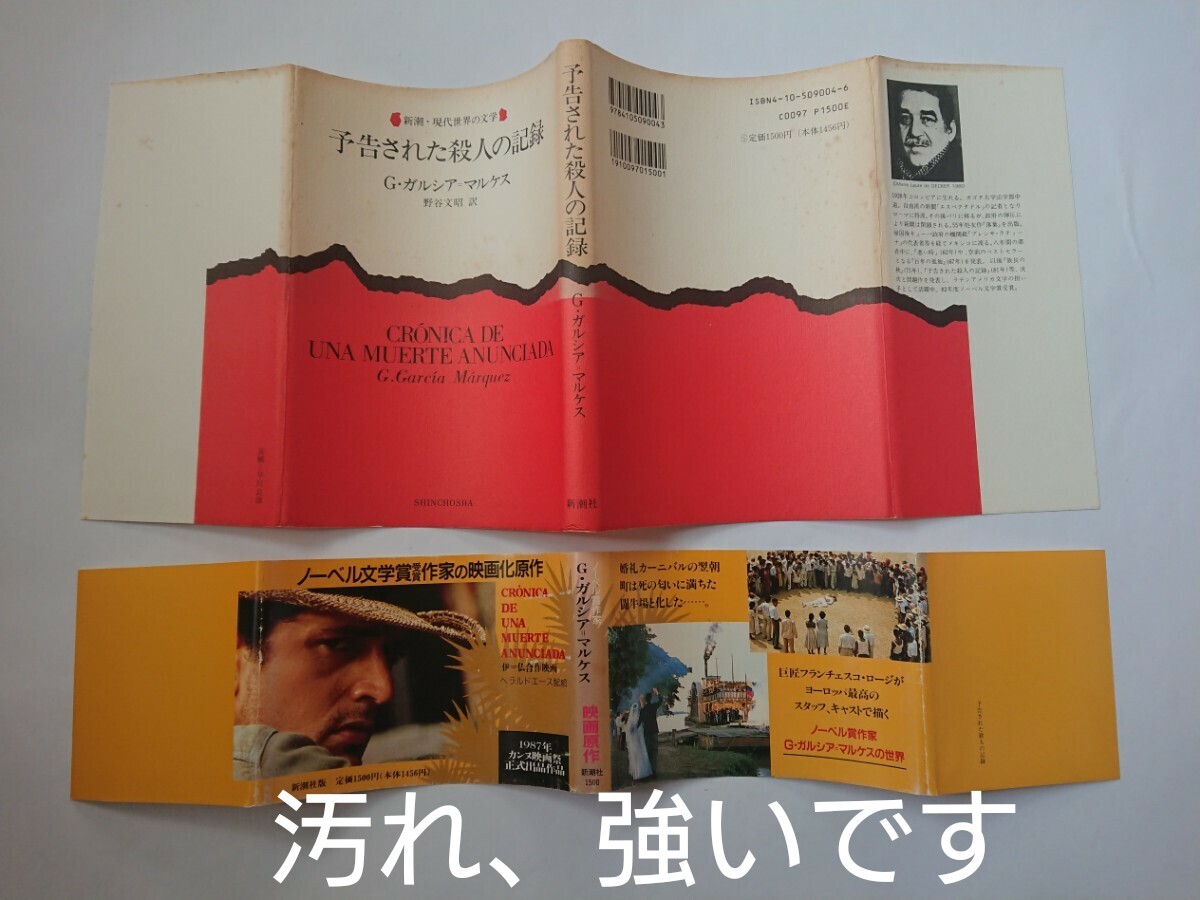 新潮・現代世界の文学
予告された殺人の記録
G・ガルシア=マルケス
野谷文昭 訳
CRÓNICA DE
UNA MUERTE ANUNCIADA
G.García Márquez
SHINCHOSHA
予告された殺人の記録
G・ガルシア=マルケス
新潮社
9784105090043
1910097015001
ISBN4-10-509004-6
C0097 P1500E
定価1500円(本体1456円)
ノーベル文学賞受賞作家の映画化原作
CRÓNICA
DE
UNA
MUERTE
ANUNCIADA
伊=仏合作映画
ヘラルドエース配給
1987年
カンヌ映画祭
正式出品作品
新潮社版 定価1500円(本体1456円)
G・ガルシア=マルケス
映画原作
新潮社
1500
婚礼カーニバルの翌朝
町は死の匂いに満ちた
闘牛場と化した……。
巨匠フランチェスコ・ロージが
ヨーロッパ最高の
スタッフ、キャストで描く
ノーベル賞作家
G・ガルシア=マルケスの世界
予告された殺人の記録
汚れ、強いです